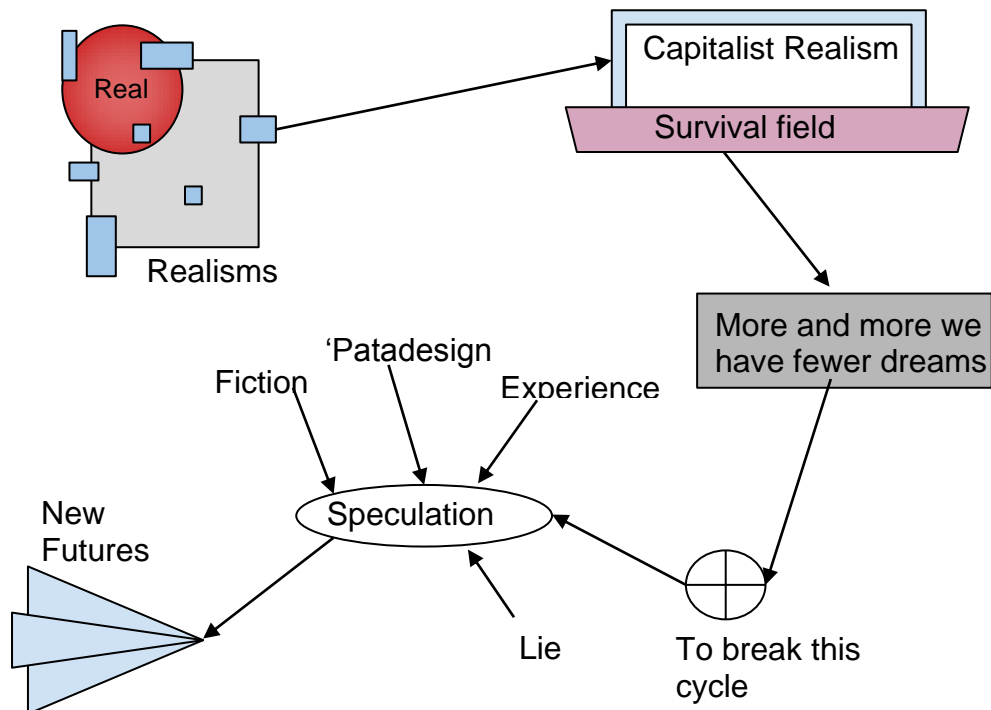 Real
Realisms
Capitalist Realism
Survival field
More and more we
have fewer dreams
‘Patadesign
Fiction
Experience
Speculation
New
Futures
Lie
To break this
cycle